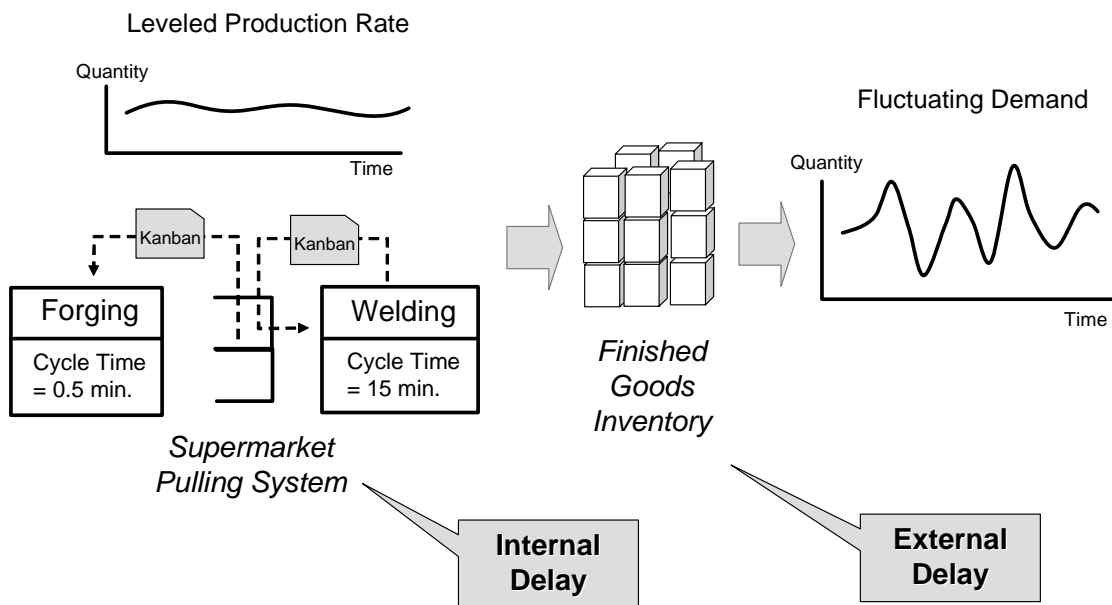 Leveled Production Rate
Quantity
Time
Fluctuating Demand
Quantity
Time
Kanban
Kanban
Forging
Cycle Time
= 0.5 min.
Welding
Cycle Time
= 15 min.
Supermarket
Pulling System
Finished
Goods
Inventory
Internal
Delay
External
Delay